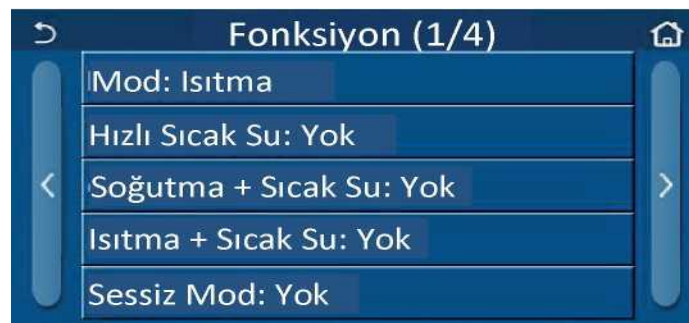 Fonksiyon (1/4)
Mod: Isıtma
Hızlı Sıcak Su: Yok
Soğutma + Sıcak Su: Yok
Isıtma + Sıcak Su: Yok
Sessiz Mod: Yok